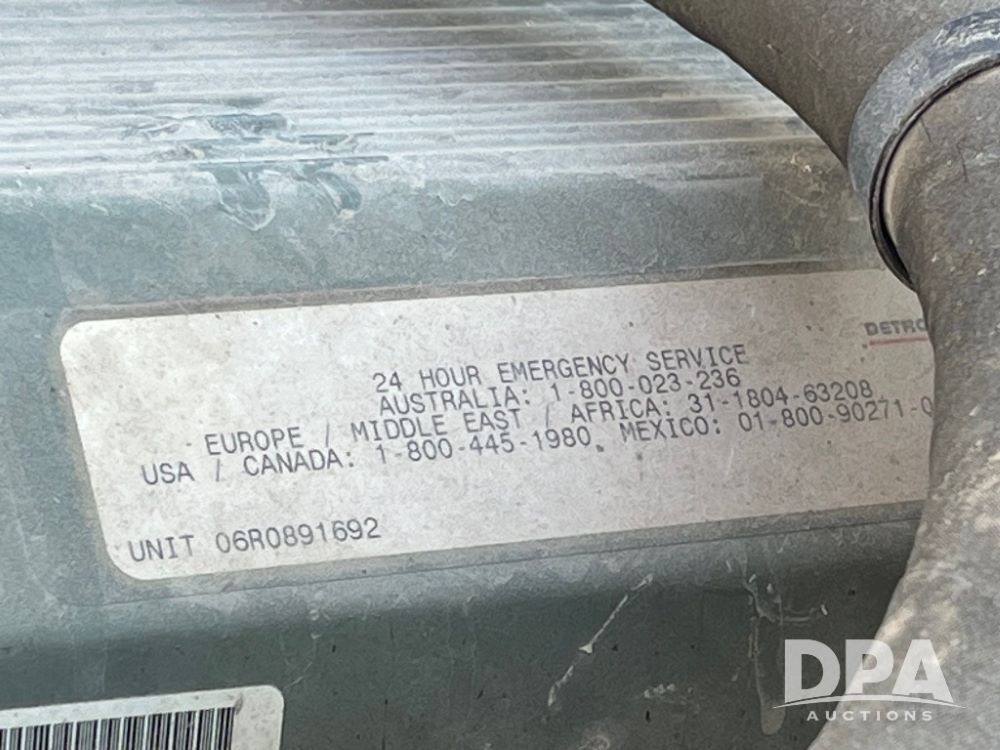 DETRO
24 HOUR EMERGENCY SERVICE
AUSTRALIA: 1-800-023-236
EUROPE / MIDDLE EAST / AFRICA: 31-1804-63208
USA / CANADA: 1-800-445-1980 MEXICO: 01-800-90271-0
UNIT 06R0891692
DPA
AUCTIONS